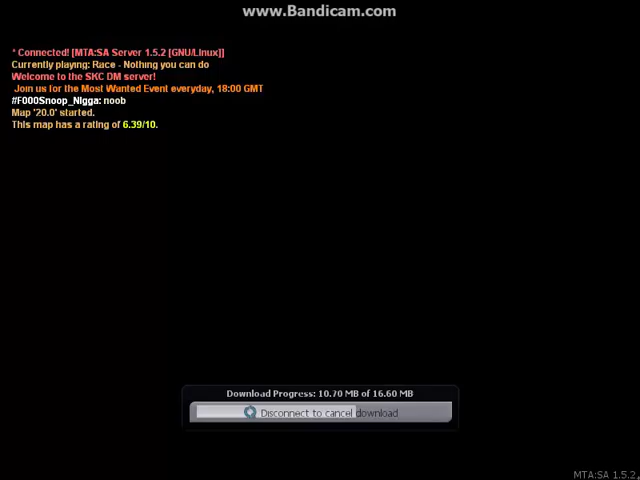 www.Bandicam.com
* Connected! [MTA:SA Server 1.5.2 [GNU/Linux]]
Currently playing: Race - Nothing you can do
Welcome to the SKC DM server!
Join us for the Most Wanted Event everyday, 18:00 GMT
#F000Snoop_NIgga: noob
Map '20.0' started.
This map has a rating of 6.39/10.
Download Progress: 10.70 MB of 16.60 MB
Disconnect to cancel download
MTA:SA 1.5.2